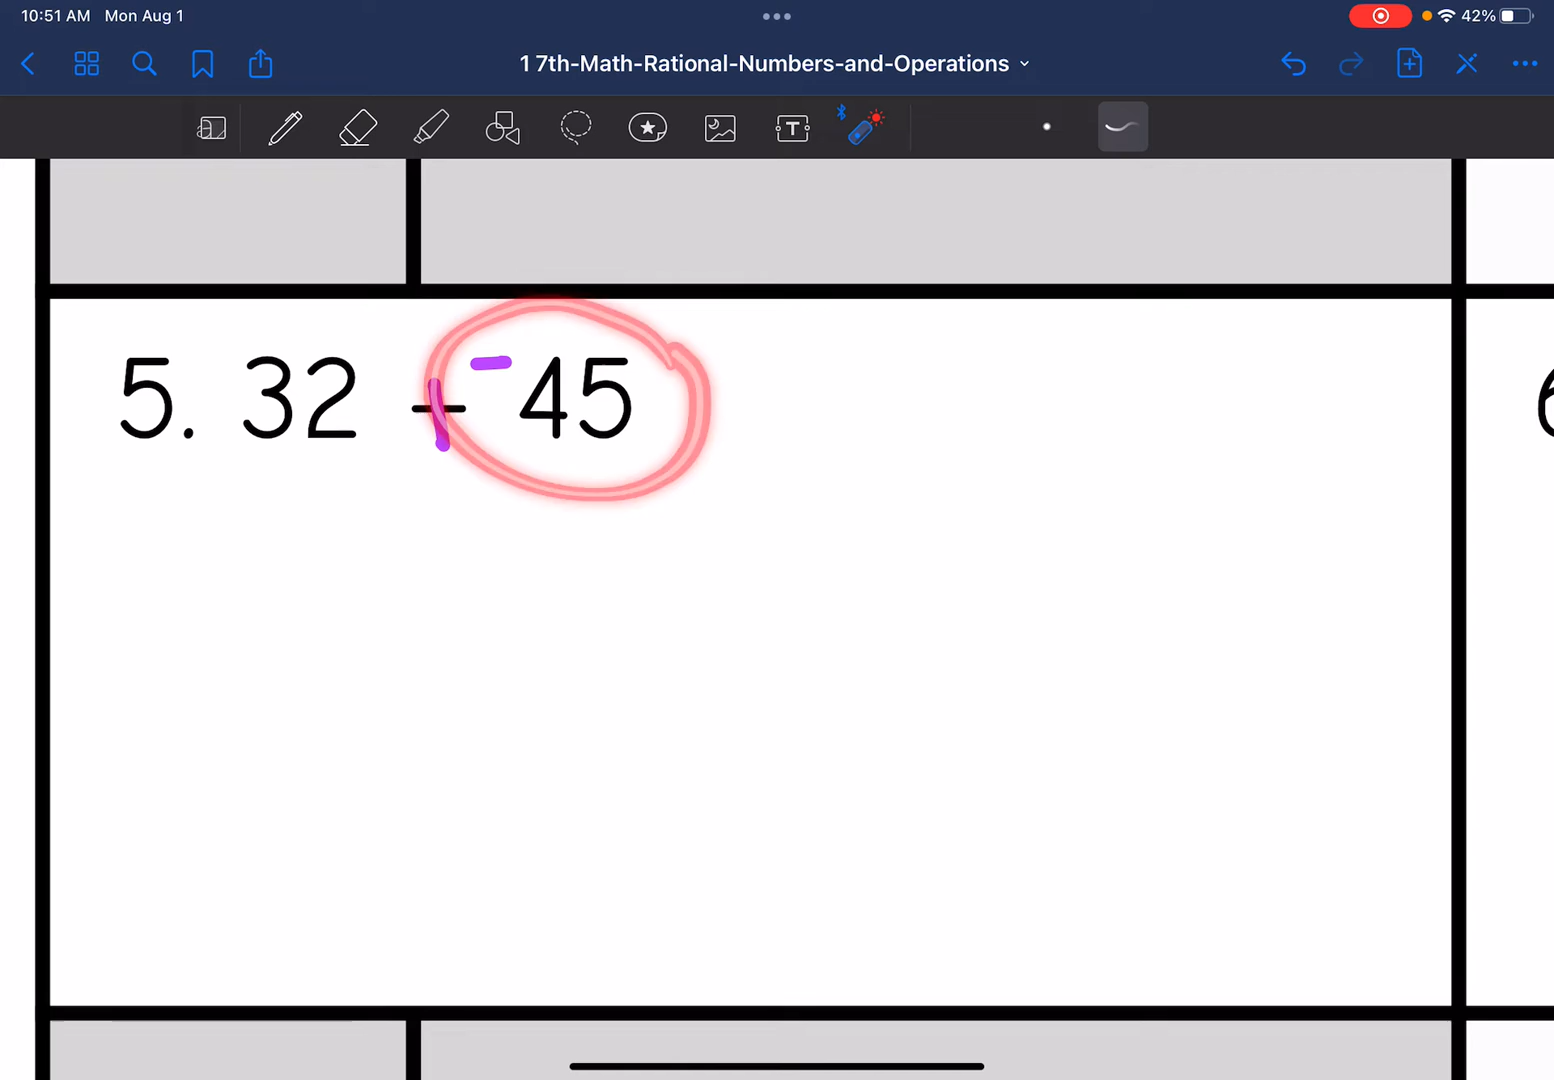 10:51 AM Mon Aug 1
42%
1 7th-Math-Rational-Numbers-and-Operations
T
5. 32 + ⁻45